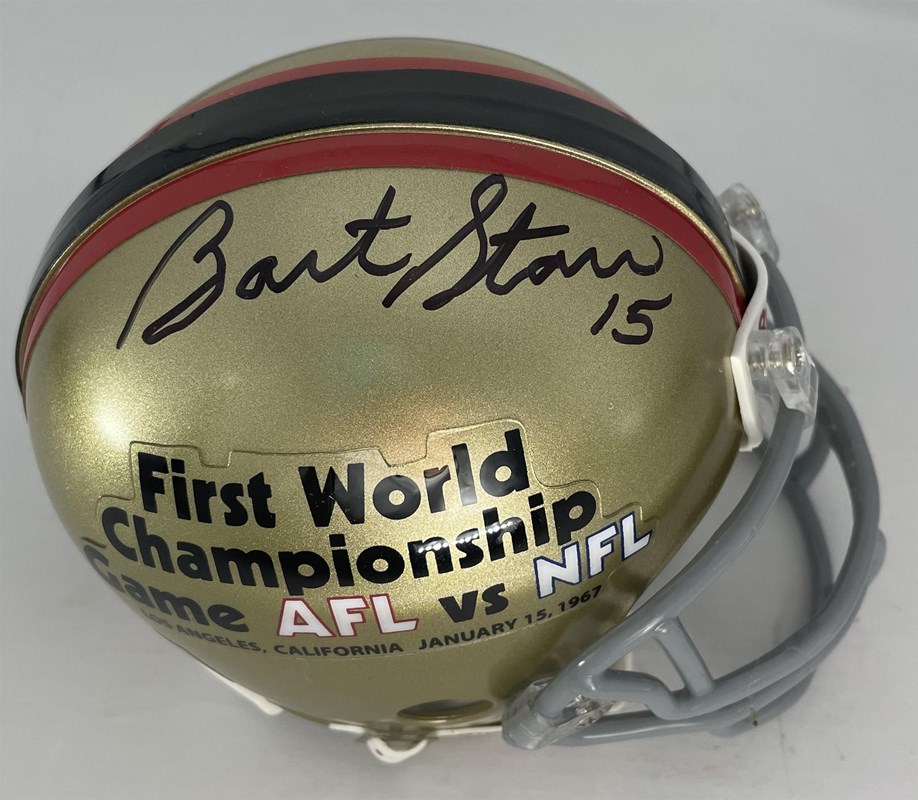 Bart Starr
15
First World
Championship
Game AFL vs NFL
LOS ANGELES, CALIFORNIA JANUARY 15, 1967